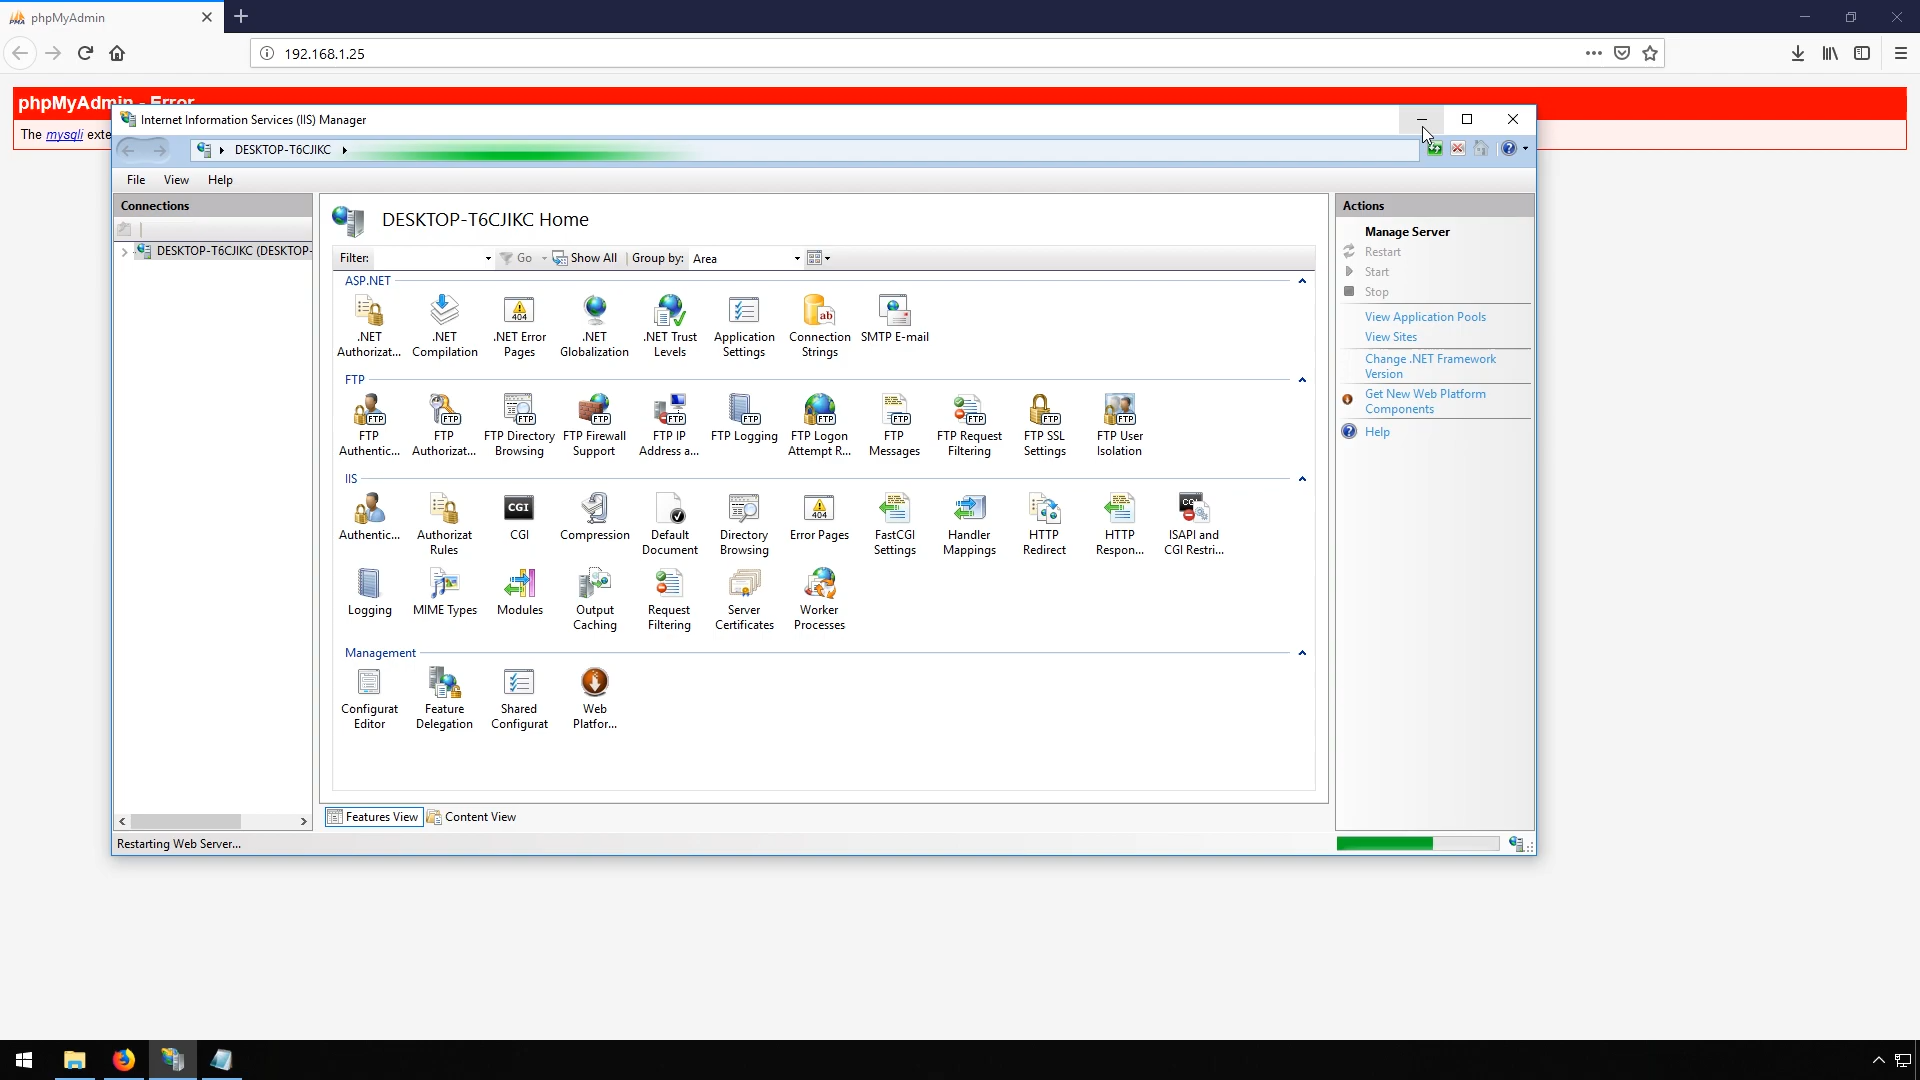 phpMyAdmin
192.168.1.25
phpMyAdmin - Error
The mysqli exte
Internet Information Services (IIS) Manager
DESKTOP-T6CJIKC
File View Help
Connections
DESKTOP-T6CJIKC (DESKTOP-
DESKTOP-T6CJIKC Home
Filter: Go Show All Group by: Area
ASP.NET
.NET Authorizat...
.NET Compilation
.NET Error Pages
.NET Globalization
.NET Trust Levels
Application Settings
Connection Strings
SMTP E-mail
FTP
FTP Authentic...
FTP Authorizat...
FTP Directory Browsing
FTP Firewall Support
FTP IP Address a...
FTP Logging
FTP Logon Attempt R...
FTP Messages
FTP Request Filtering
FTP SSL Settings
FTP User Isolation
IIS
Authentic...
Authorizat Rules
CGI
Compression
Default Document
Directory Browsing
Error Pages
FastCGI Settings
Handler Mappings
HTTP Redirect
HTTP Respon...
ISAPI and CGI Restri...
Logging
MIME Types
Modules
Output Caching
Request Filtering
Server Certificates
Worker Processes
Management
Configurat Editor
Feature Delegation
Shared Configurat
Web Platfor...
Features View Content View
Restarting Web Server...
Actions
Manage Server
Restart
Start
Stop
View Application Pools
View Sites
Change .NET Framework
Version
Get New Web Platform
Components
Help